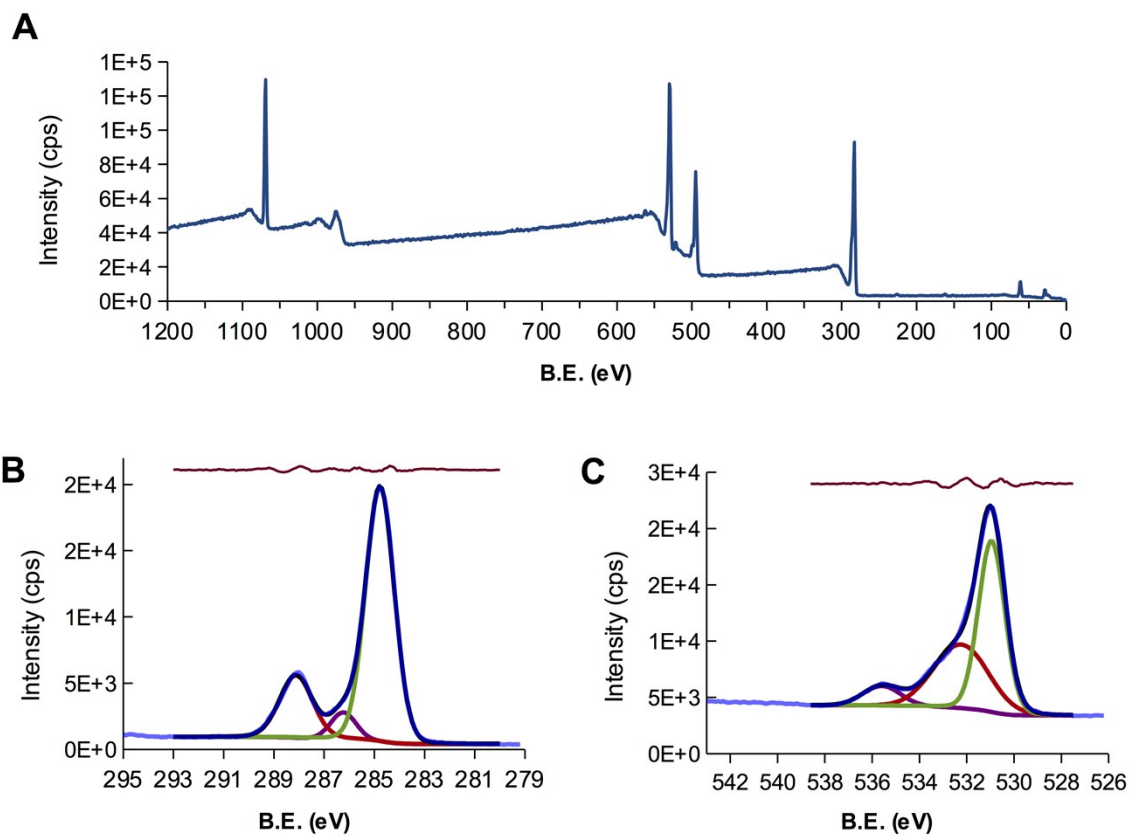 A
Intensity (cps)
1E+5
1E+5
1E+5
8E+4
6E+4
4E+4
2E+4
0E+0
1200 1100 1000 900 800 700 600 500 400 300 200 100 0
B.E. (eV)
B
Intensity (cps)
2E+4
2E+4
1E+4
5E+3
0E+0
295 293 291 289 287 285 283 281 279
B.E. (eV)
C
Intensity (cps)
3E+4
2E+4
2E+4
1E+4
5E+3
0E+0
542 540 538 536 534 532 530 528 526
B.E. (eV)